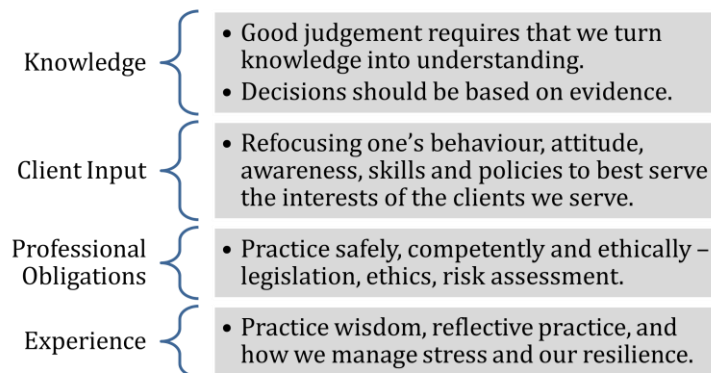 Knowledge
• Good judgement requires that we turn
knowledge into understanding.
• Decisions should be based on evidence.
Client Input
• Refocusing one’s behaviour, attitude,
awareness, skills and policies to best serve
the interests of the clients we serve.
Professional
Obligations
• Practice safely, competently and ethically –
legislation, ethics, risk assessment.
Experience
• Practice wisdom, reflective practice, and
how we manage stress and our resilience.